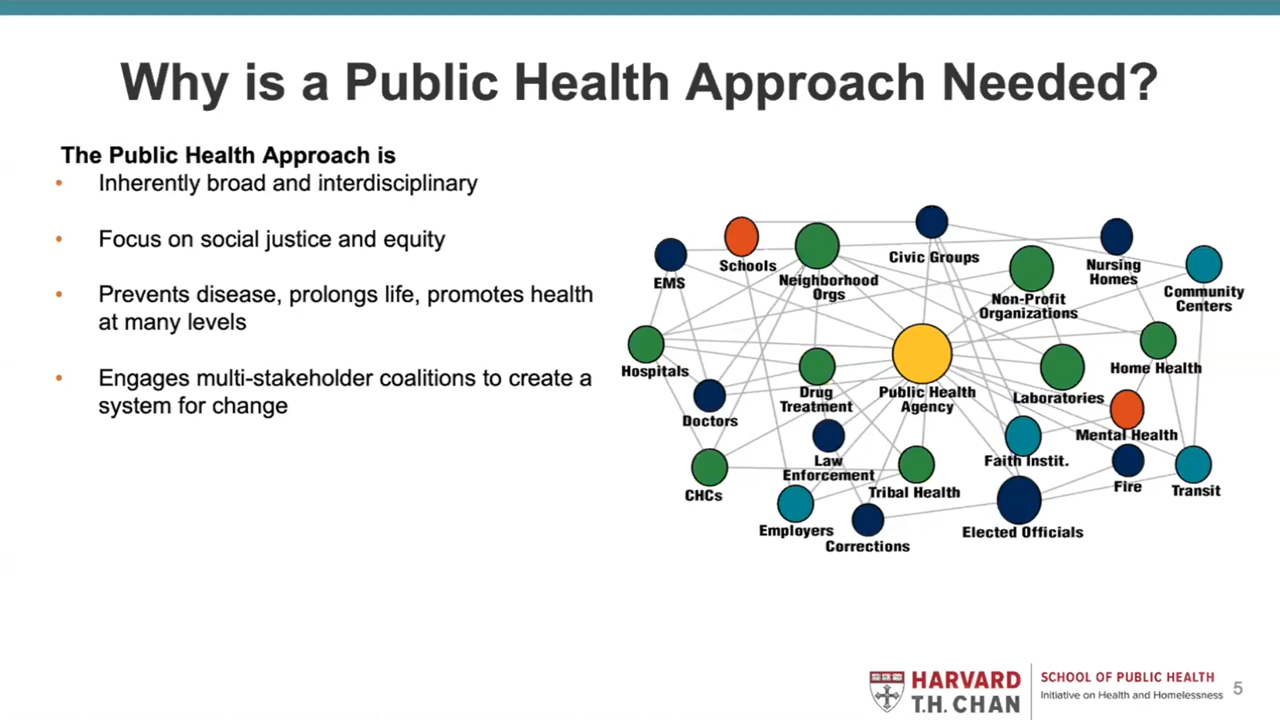 Why is a Public Health Approach Needed?
The Public Health Approach is
• Inherently broad and interdisciplinary
• Focus on social justice and equity
• Prevents disease, prolongs life, promotes health
at many levels
• Engages multi-stakeholder coalitions to create a
system for change
EMS
Schools
Neighborhood
Orgs
Civic Groups
Non-Profit
Organizations
Nursing
Homes
Community
Centers
Hospitals
Doctors
Drug
Treatment
Public Health
Agency
Laboratories
Home Health
Mental Health
CHCs
Law
Enforcement
Tribal Health
Faith Instit.
Fire
Transit
Employers
Corrections
Elected Officials
HARVARD
T.H. CHAN
SCHOOL OF PUBLIC HEALTH
Initiative on Health and Homelessness
5